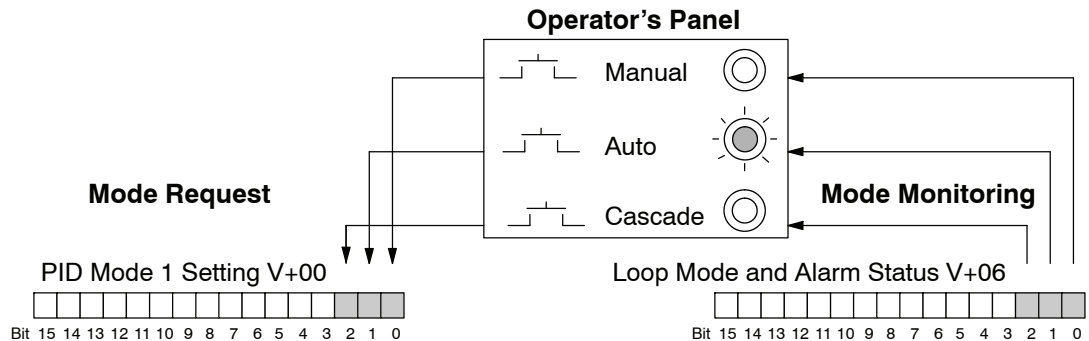 Operator's Panel
Manual
Auto
Cascade
Mode Request
Mode Monitoring
PID Mode 1 Setting V+00
Loop Mode and Alarm Status V+06
Bit 15 14 13 12 11 10 9 8 7 6 5 4 3 2 1 0
Bit 15 14 13 12 11 10 9 8 7 6 5 4 3 2 1 0